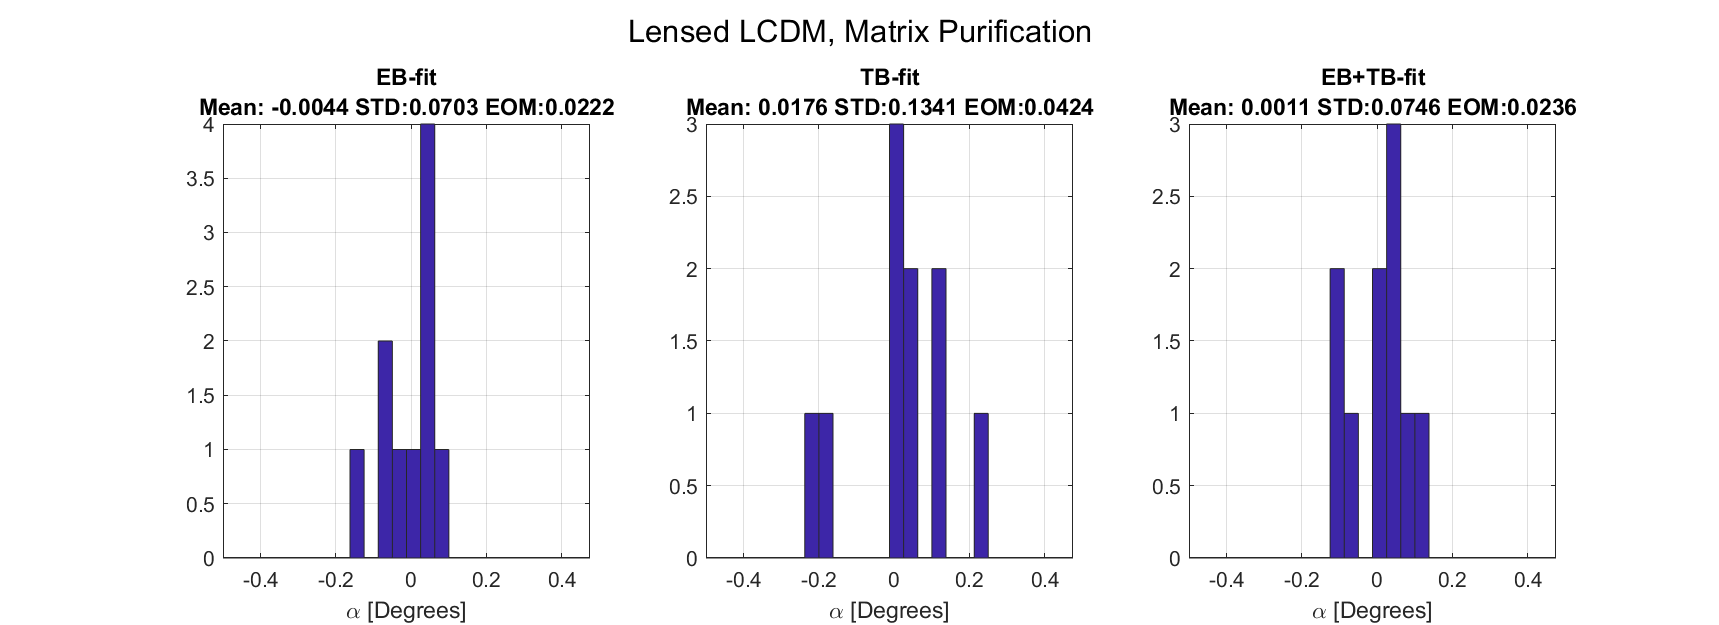 Lensed LCDM, Matrix Purification
EB-fit
Mean: -0.0044 STD:0.0703 EOM:0.0222
4
3.5
3
2.5
2
1.5
1
0.5
0
-0.4 -0.2 0 0.2 0.4
α [Degrees]
TB-fit
Mean: 0.0176 STD:0.1341 EOM:0.0424
3
2.5
2
1.5
1
0.5
0
-0.4 -0.2 0 0.2 0.4
α [Degrees]
EB+TB-fit
Mean: 0.0011 STD:0.0746 EOM:0.0236
3
2.5
2
1.5
1
0.5
0
-0.4 -0.2 0 0.2 0.4
α [Degrees]